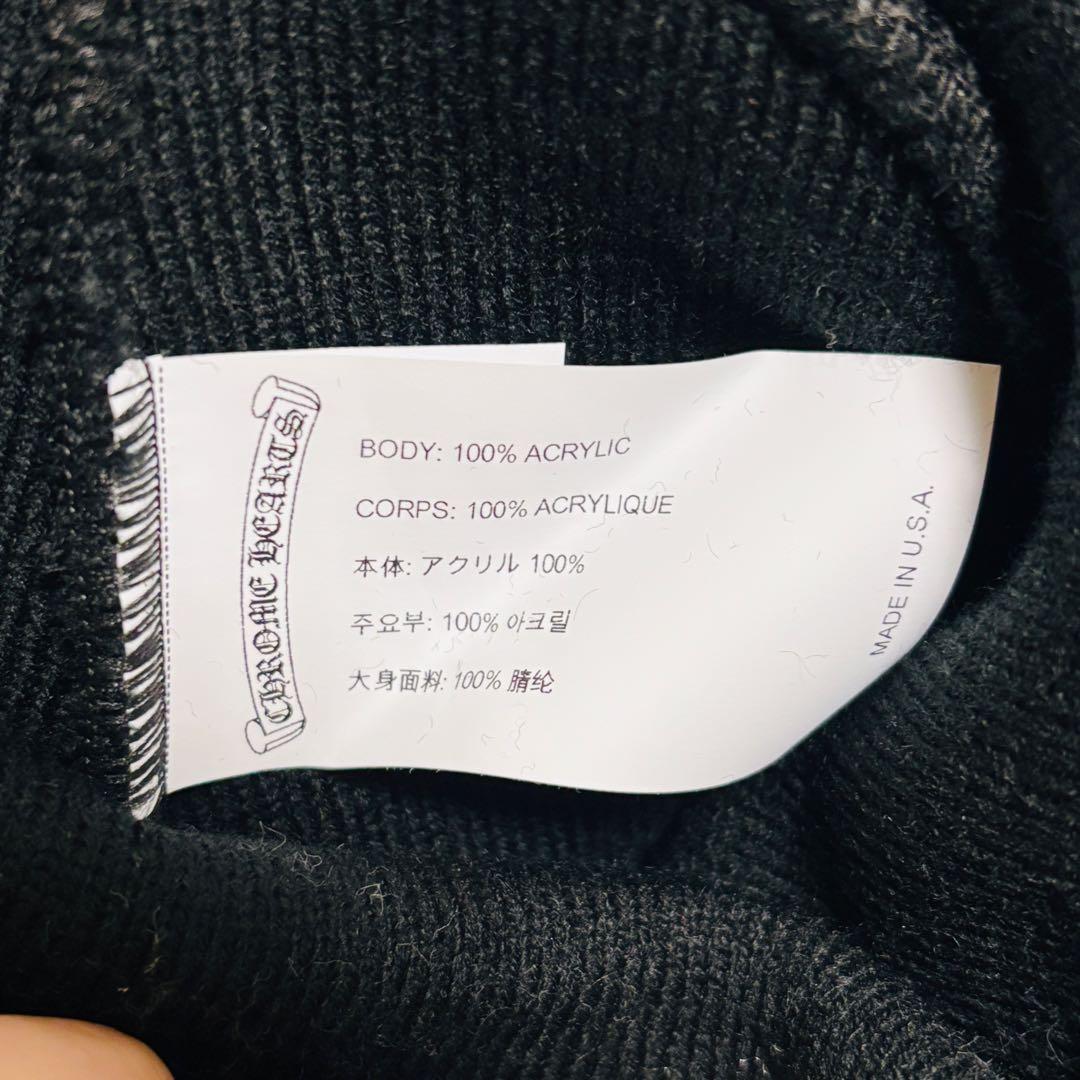 CHROME HEARTS
BODY: 100% ACRYLIC
CORPS: 100% ACRYLIQUE
本体: アクリル 100%
주요부: 100% 아크릴
大身面料: 100% 腈纶
MADE IN U.S.A.